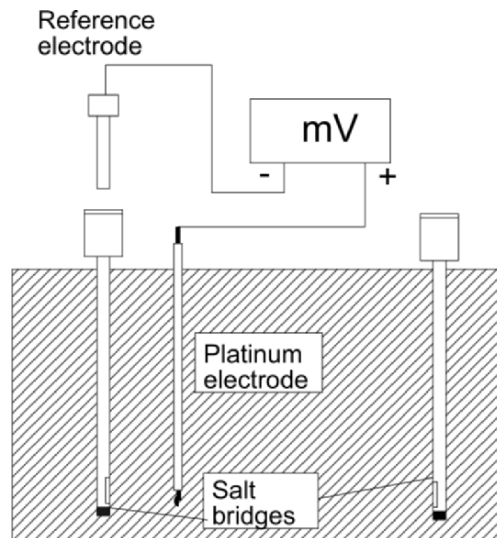 Reference
electrode
mV
- +
Platinum
electrode
Salt
bridges